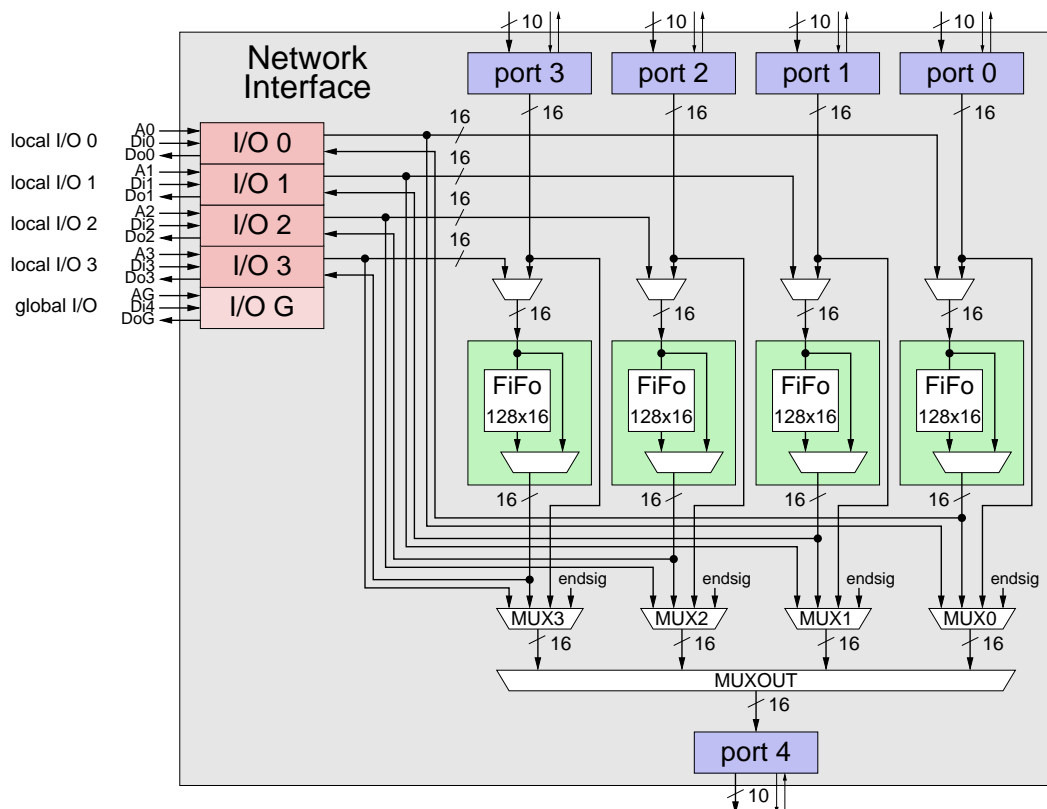 10 10 10 10
Network
Interface
port 3 port 2 port 1 port 0
16 16 16 16
local I/O 0 A0 Di0 Do0 I/O 0 16
local I/O 1 A1 Di1 Do1 I/O 1 16
local I/O 2 A2 Di2 Do2 I/O 2 16
local I/O 3 A3 Di3 Do3 I/O 3 16
global I/O AG Di4 DoG I/O G
16 16 16 16
FiFo FiFo FiFo FiFo
128x16 128x16 128x16 128x16
16 16 16 16
endsig endsig endsig endsig
MUX3 MUX2 MUX1 MUX0
16 16 16 16
MUXOUT
16
port 4
10